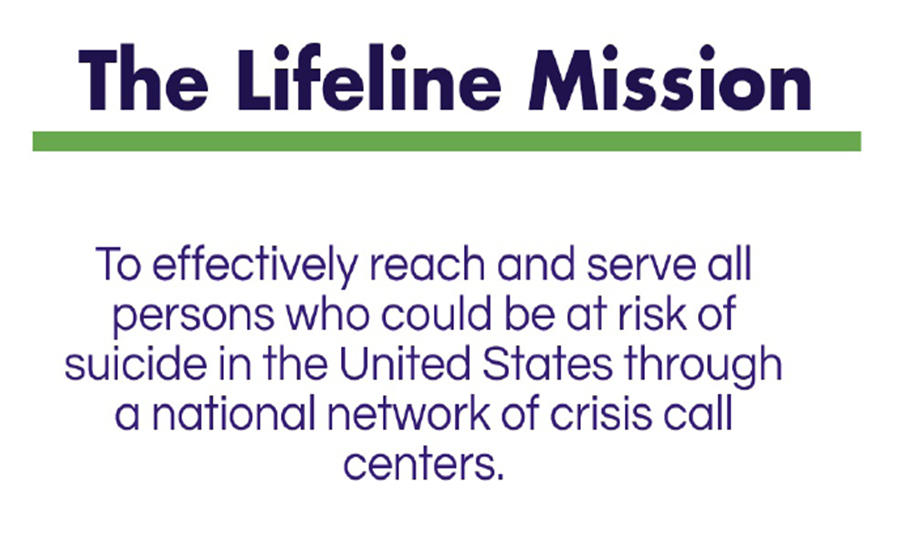 The Lifeline Mission
To effectively reach and serve all
persons who could be at risk of
suicide in the United States through
a national network of crisis call
centers.